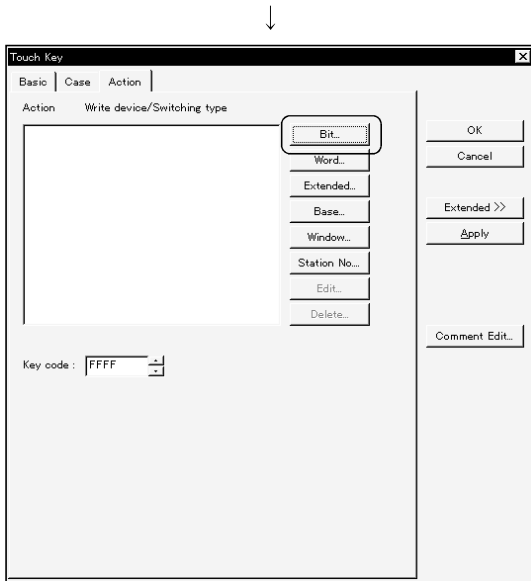 Touch Key
Basic Case Action
Action Write device/Switching type
Bit...
Word...
Extended...
Base...
Window...
Station No....
Edit...
Delete...
OK
Cancel
Extended >>
Apply
Comment Edit...
Key code : FFFF